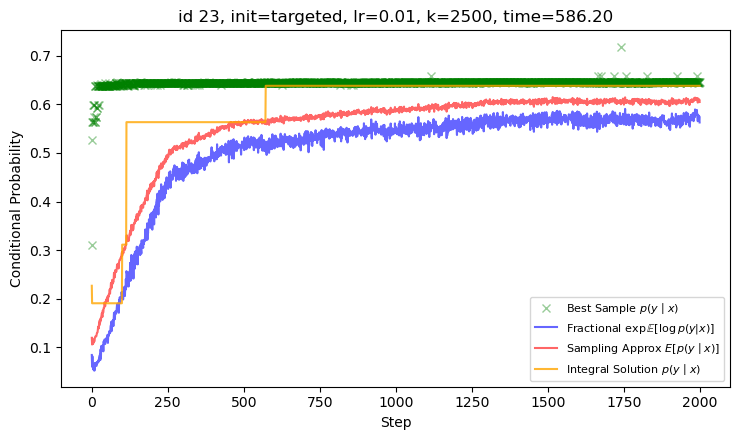 id 23, init=targeted, lr=0.01, k=2500, time=586.20
Conditional Probability
0.7
0.6
0.5
0.4
0.3
0.2
0.1
Best Sample p(y | x)
Fractional exp𝔼[log p(y|x)]
Sampling Approx E[p(y | x)]
Integral Solution p(y | x)
0 250 500 750 1000 1250 1500 1750 2000
Step